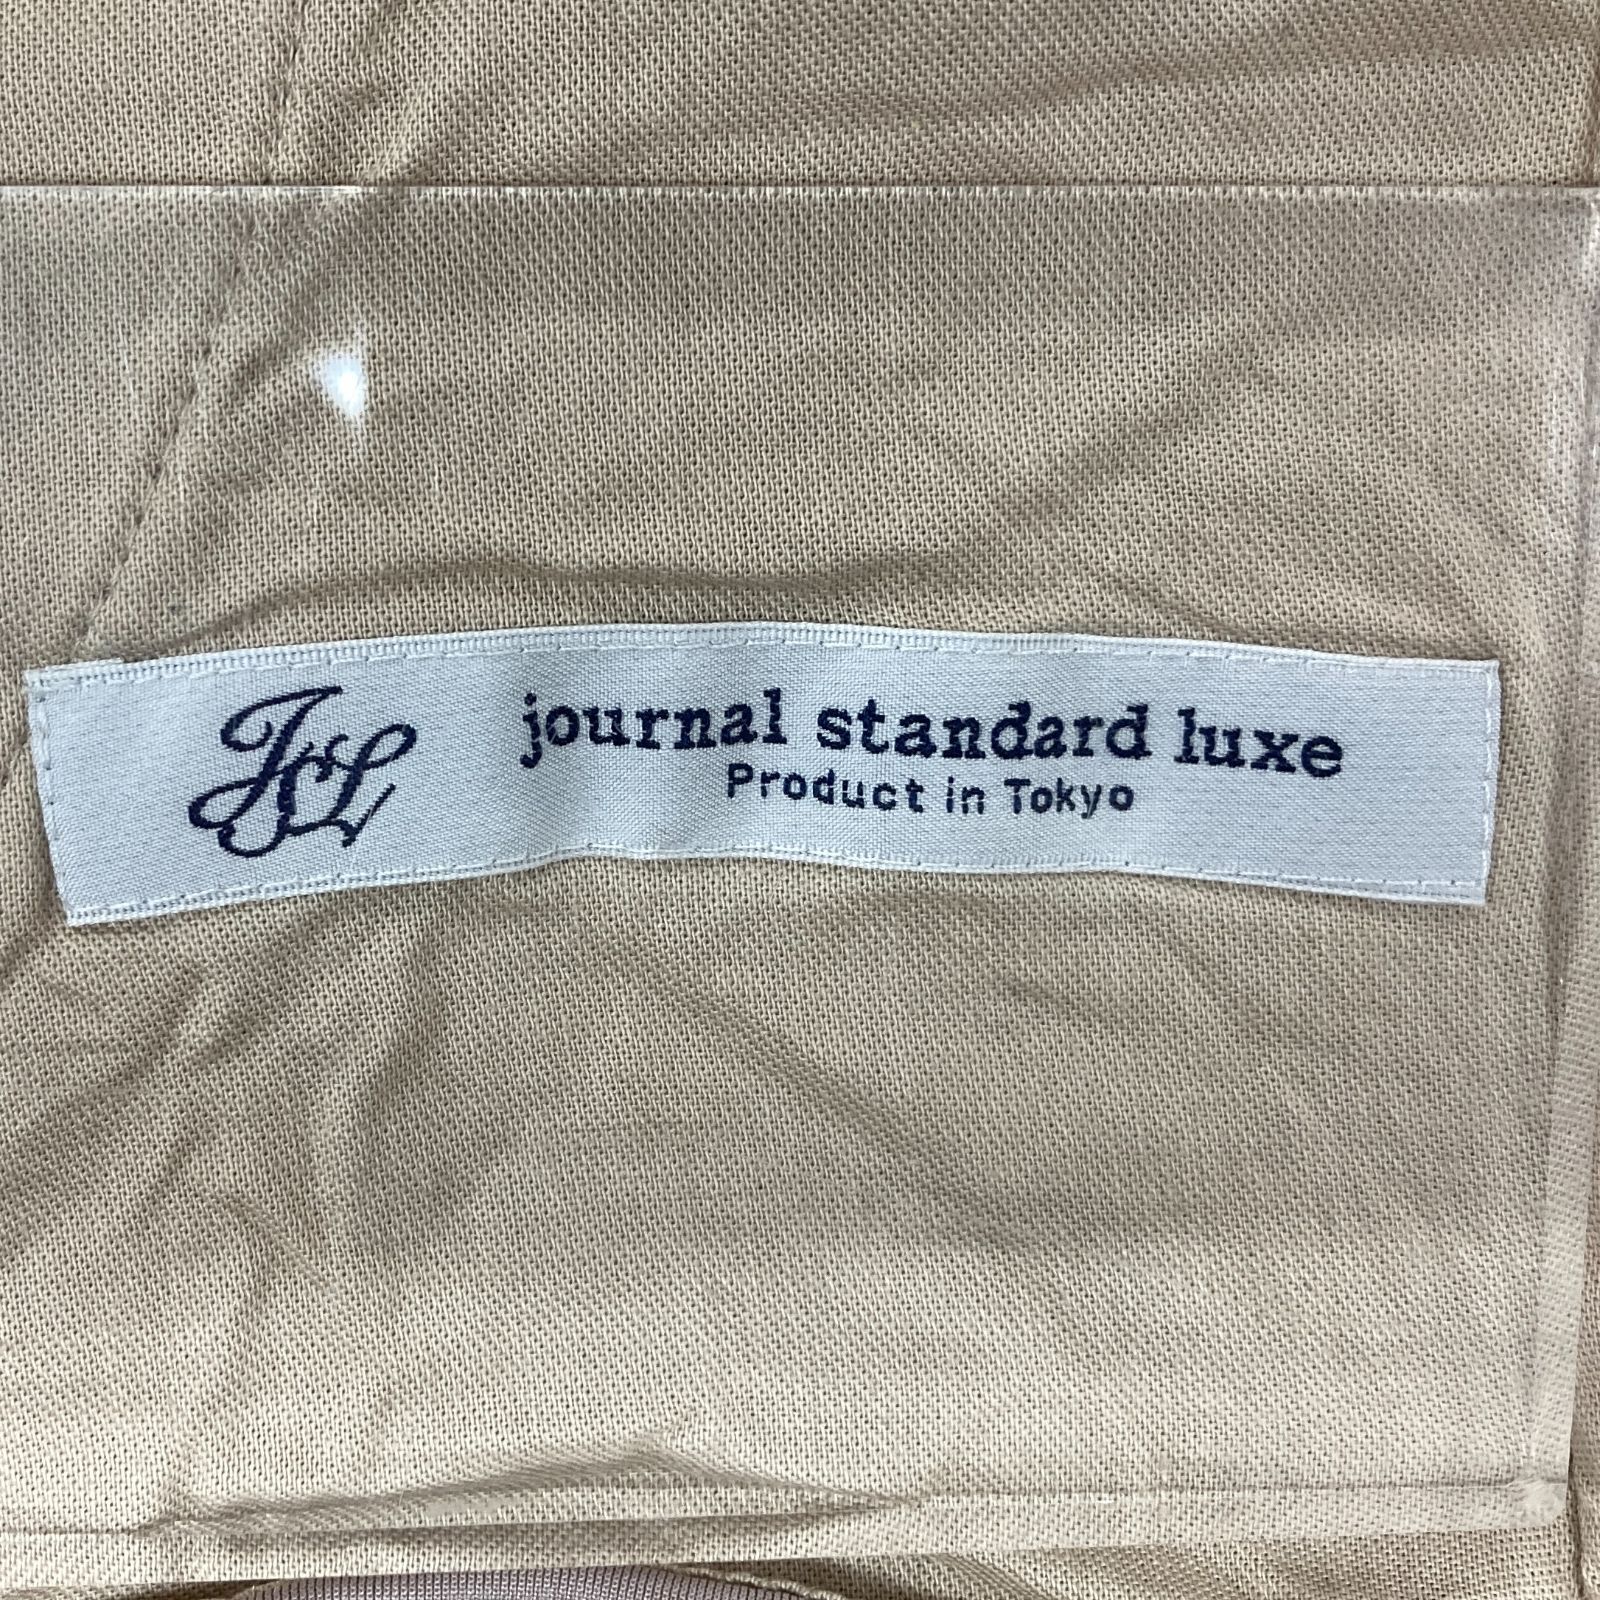 JSL
journal standard luxe
Product in Tokyo